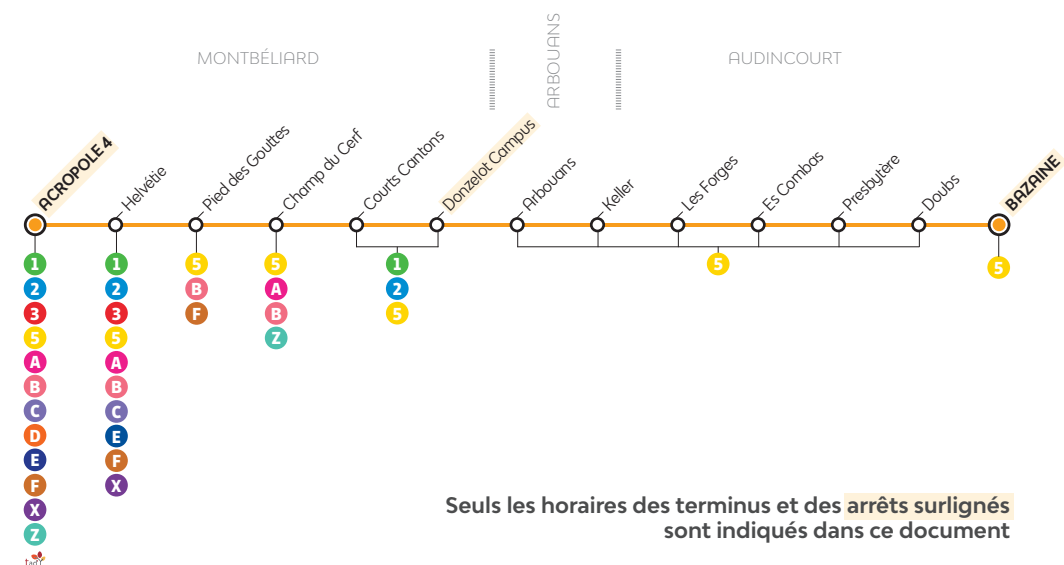 MONTBÉLIARD
ARBOUANS
AUDINCOURT
ACROPOLE 4
Helvétie
Pied des Gouttes
Champ du Cerf
Courts Cantons
Donzelot Campus
Arbouans
Keller
Les Forges
Es Combas
Presbytère
Doubs
BAZAINE
1
2
3
5
A
B
C
D
E
F
X
Z
1
2
3
5
A
B
C
E
F
X
5
B
F
5
A
B
Z
1
2
5
5
5
Seuls les horaires des terminus et des arrêts surlignés
sont indiqués dans ce document